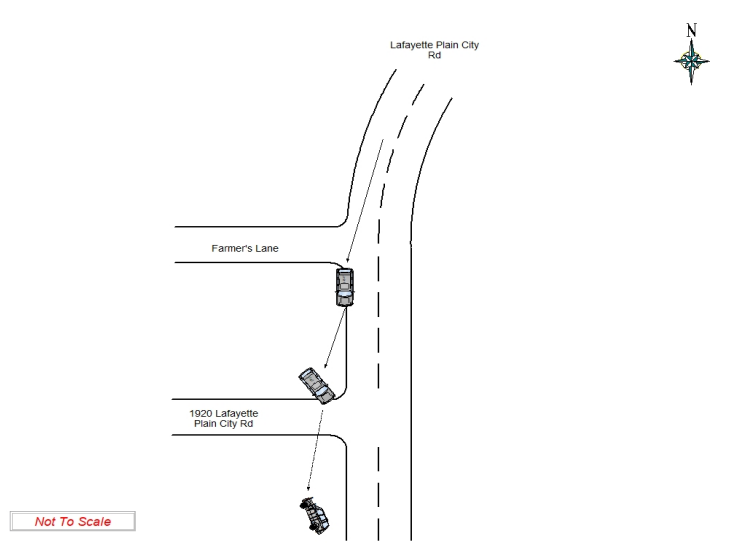 Lafayette Plain City
Rd
N
Farmer's Lane
1920 Lafayette
Plain City Rd
Not To Scale